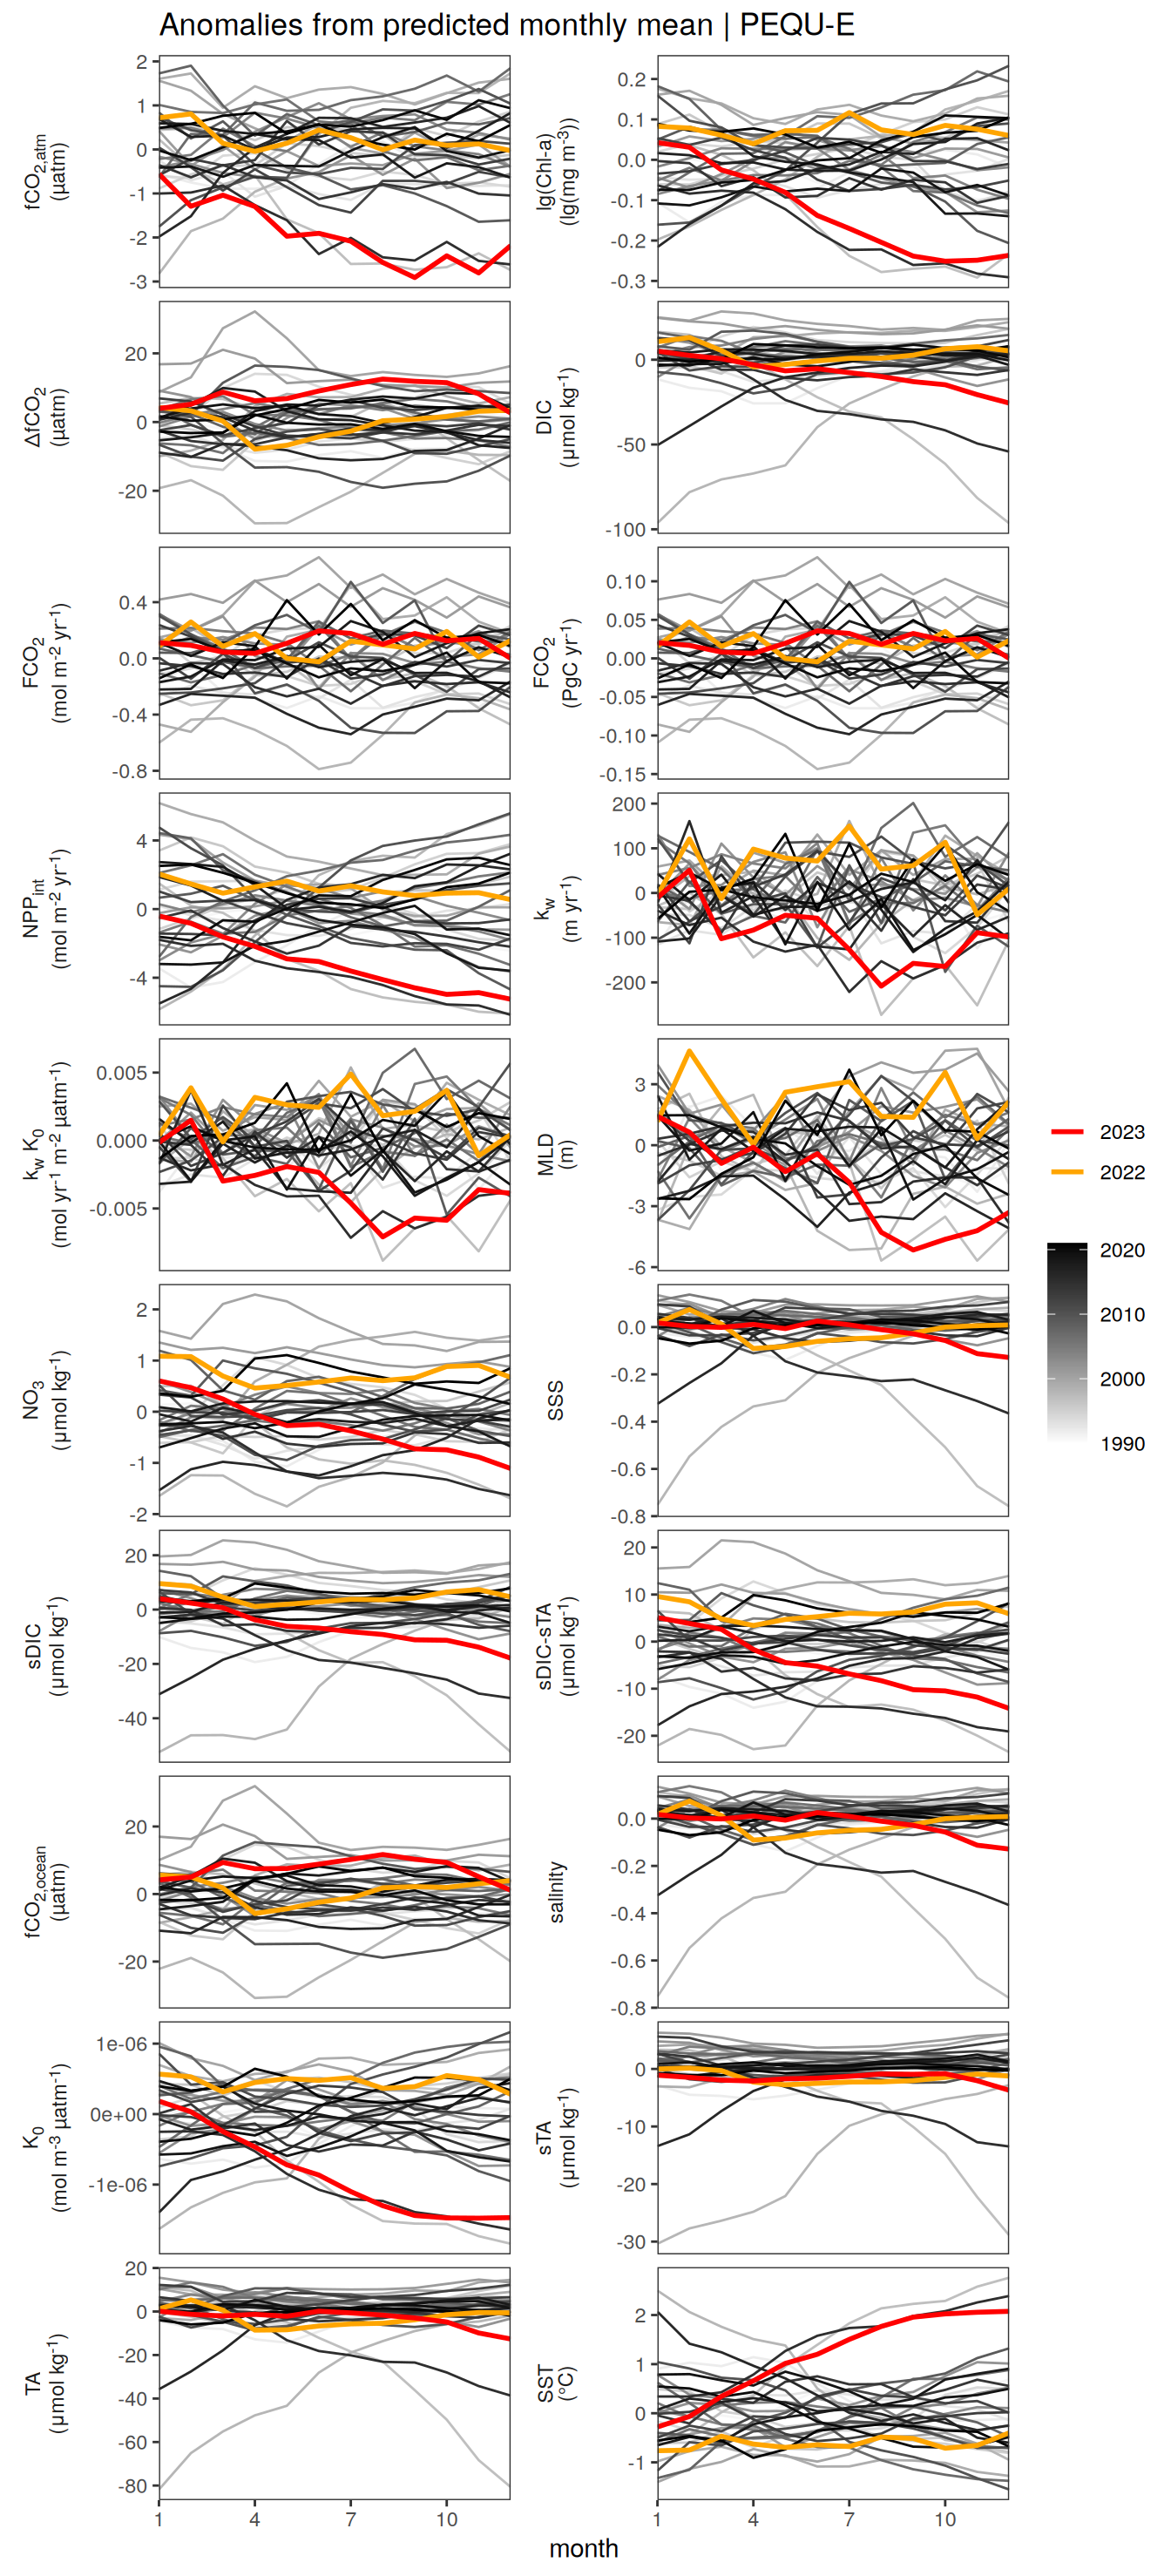 Anomalies from predicted monthly mean | PEQU-E
fCO2,atm
(µatm)
2
1
0
-1
-2
-3
lg(Chl-a)
(lg(mg m-3))
0.2
0.1
0.0
-0.1
-0.2
-0.3
ΔfCO2
(µatm)
20
0
-20
DIC
(µmol kg-1)
0
-50
-100
FCO2
(mol m-2 yr-1)
0.4
0.0
-0.4
-0.8
FCO2
(PgC yr-1)
0.10
0.05
0.00
-0.05
-0.10
-0.15
NPPint
(mol m-2 yr-1)
4
0
-4
kw
(m yr-1)
200
100
0
-100
-200
kw K0
(mol yr-1 m-2 µatm-1)
0.005
0.000
-0.005
MLD
(m)
3
0
-3
-6
NO3
(µmol kg-1)
2
1
0
-1
-2
SSS
0.0
-0.2
-0.4
-0.6
-0.8
sDIC
(µmol kg-1)
20
0
-20
-40
sDIC-sTA
(µmol kg-1)
20
10
0
-10
-20
fCO2,ocean
(µatm)
20
0
-20
salinity
0.0
-0.2
-0.4
-0.6
-0.8
K0
(mol m-3 µatm-1)
1e-06
0e+00
-1e-06
sTA
(µmol kg-1)
0
-10
-20
-30
TA
(µmol kg-1)
20
0
-20
-40
-60
-80
SST
(°C)
2
1
0
-1
1 4 7 10
1 4 7 10
month
2023
2022
2020
2010
2000
1990